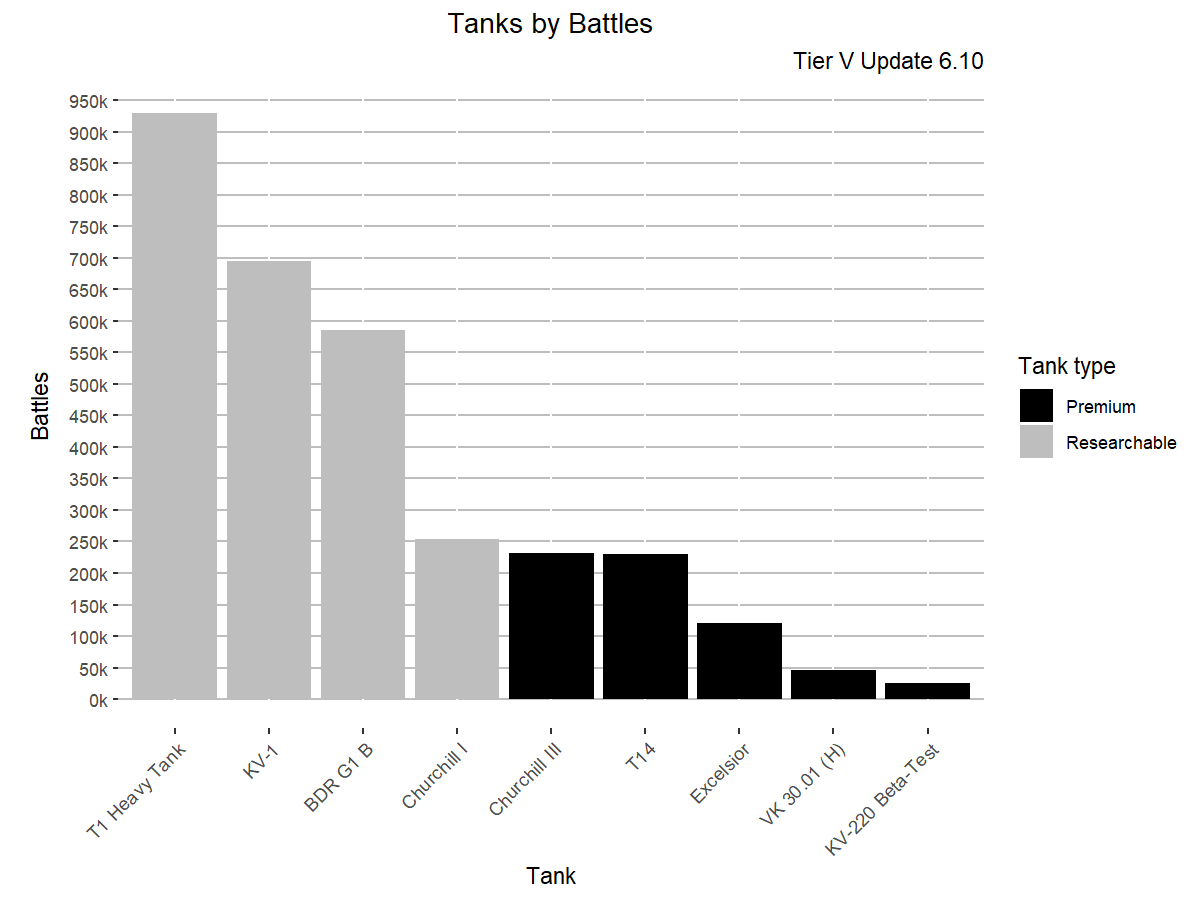 Tanks by Battles
Tier V Update 6.10
950k
900k
850k
800k
750k
700k
650k
600k
550k
500k
450k
400k
350k
300k
250k
200k
150k
100k
50k
0k
Battles
T1 Heavy Tank
KV-1
BDR G1 B
Churchill I
Churchill III
T14
Excelsior
VK 30.01 (H)
KV-220 Beta-Test
Tank
Tank type
Premium
Researchable